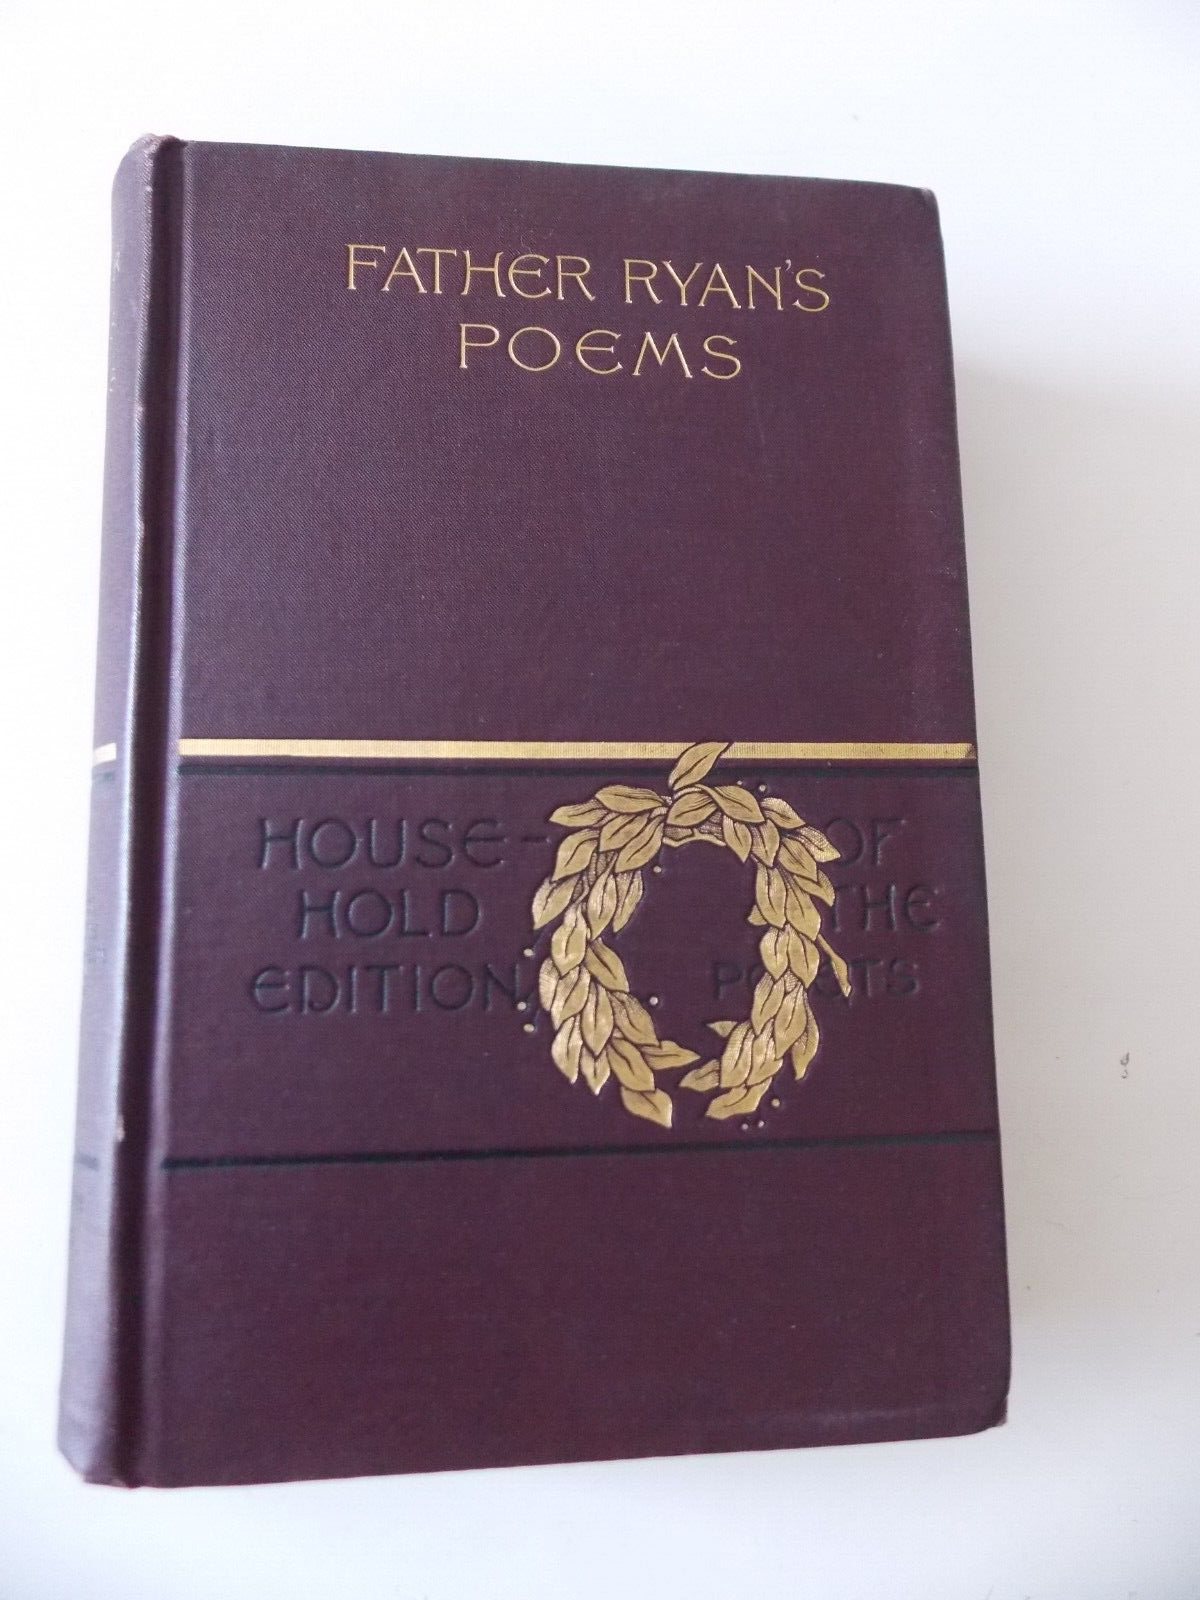 FATHER RYAN'S
POEMS
HOUSE-
HOLD
EDITION
OF
THE
POETS